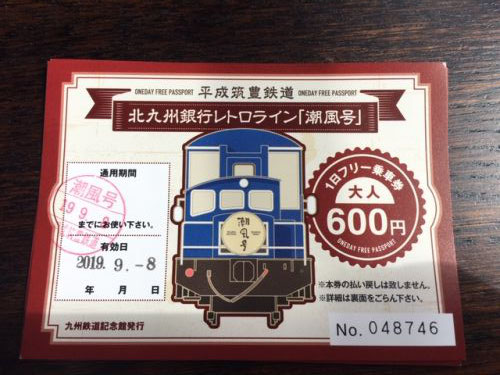 ONEDAY FREE PASSPORT 平成筑豊鉄道 ONEDAY FREE PASSPORT
北九州銀行レトロライン「潮風号」
通用期間
潮風号
19.9.
までにお使い下さい。
有効日
2019. 9. -8
年 月 日
1日フリー乗車券
大人
600円
ONEDAY FREE PASSPORT
潮風号
※本券の払い戻しは致しません。
※詳細は裏面をごらん下さい。
九州鉄道記念館発行
No. 048746